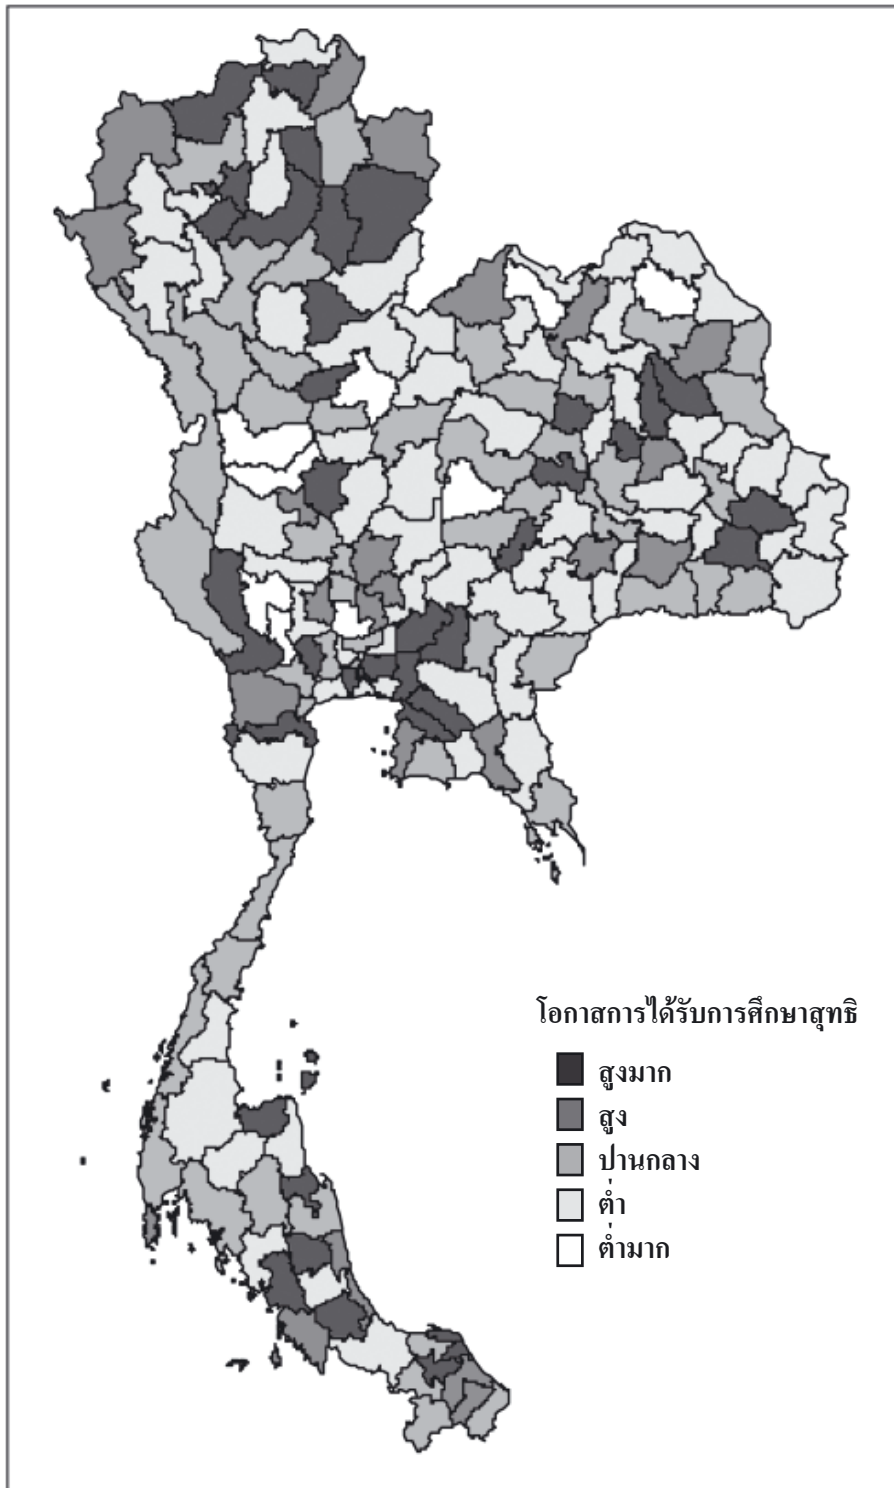 โอกาสการได้รับการศึกษาสุทธิ
สูงมาก
สูง
ปานกลาง
ต่ำ
ต่ำมาก